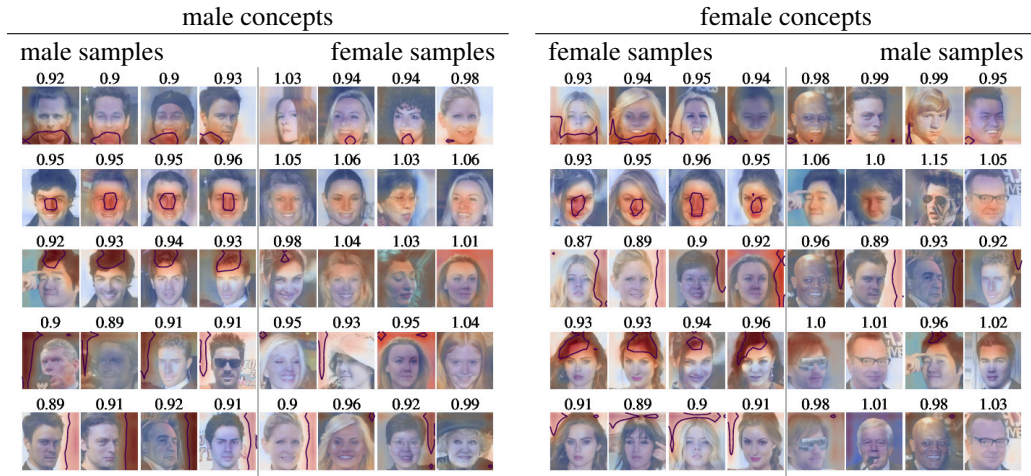 male concepts
female concepts
male samples
female samples
female samples
male samples
0.92 0.9 0.9 0.93 1.03 0.94 0.94 0.98
0.93 0.94 0.95 0.94 0.98 0.99 0.99 0.95
0.95 0.95 0.95 0.96 1.05 1.06 1.03 1.06
0.93 0.95 0.96 0.95 1.06 1.0 1.15 1.05
0.92 0.93 0.94 0.93 0.98 1.04 1.03 1.01
0.87 0.89 0.9 0.92 0.96 0.89 0.93 0.92
0.9 0.89 0.91 0.91 0.95 0.93 0.95 1.04
0.93 0.93 0.94 0.96 1.0 1.01 0.96 1.02
0.89 0.91 0.92 0.91 0.9 0.96 0.92 0.99
0.91 0.89 0.9 0.91 0.98 1.01 0.98 1.03